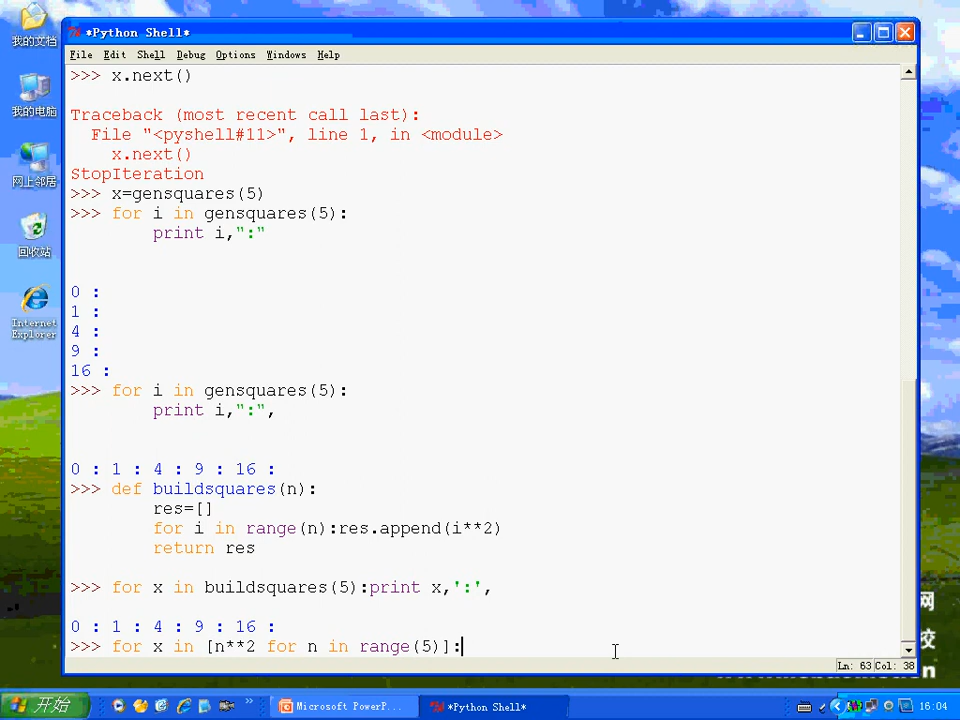 *Python Shell*
File Edit Shell Debug Options Windows Help
>>> x.next()
Traceback (most recent call last):
  File "<pyshell#11>", line 1, in <module>
    x.next()
StopIteration
>>> x=gensquares(5)
>>> for i in gensquares(5):
        print i,":"
0 :
1 :
4 :
9 :
16 :
>>> for i in gensquares(5):
        print i,":",
0 : 1 : 4 : 9 : 16 :
>>> def buildsquares(n):
        res=[]
        for i in range(n):res.append(i**2)
        return res
>>> for x in buildsquares(5):print x,':',
0 : 1 : 4 : 9 : 16 :
>>> for x in [n**2 for n in range(5)]:
Ln: 63 Col: 38
我的文档
我的电脑
网上邻居
回收站
Internet
Explorer
网
校
开始
Microsoft PowerP...
*Python Shell*
16:04